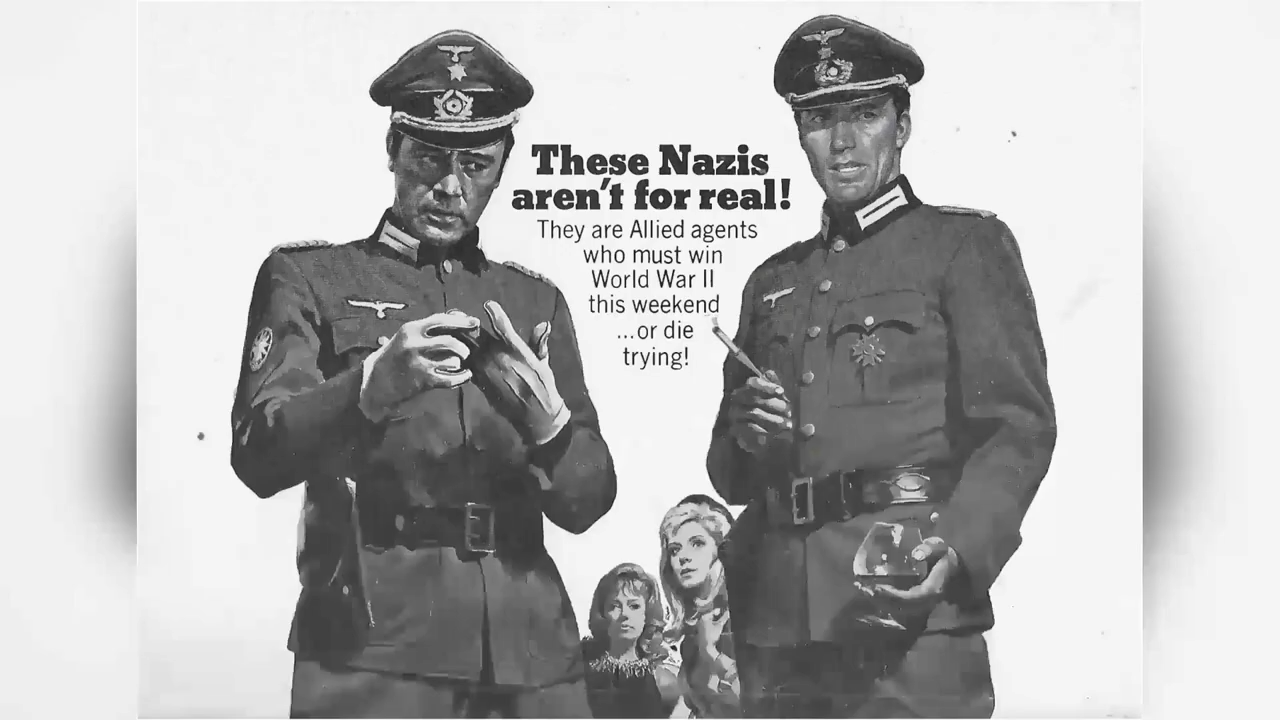 These Nazis
aren't for real!
They are Allied agents
who must win
World War II
this weekend
...or die
trying!